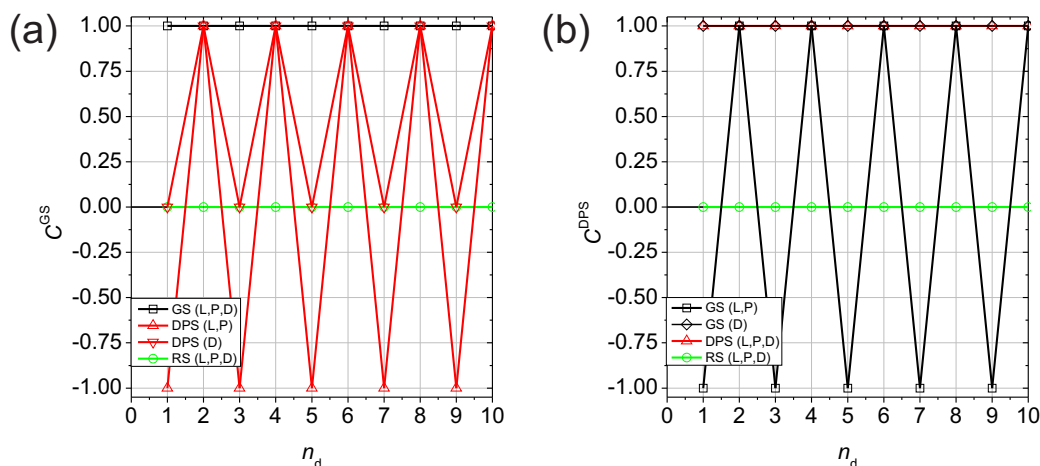 (a)
C^GS
1.00
0.75
0.50
0.25
0.00
-0.25
-0.50
-0.75
-1.00
GS (L,P,D)
DPS (L,P)
DPS (D)
RS (L,P,D)
0 1 2 3 4 5 6 7 8 9 10
n_d
(b)
C^DPS
1.00
0.75
0.50
0.25
0.00
-0.25
-0.50
-0.75
-1.00
GS (L,P)
GS (D)
DPS (L,P,D)
RS (L,P,D)
0 1 2 3 4 5 6 7 8 9 10
n_d